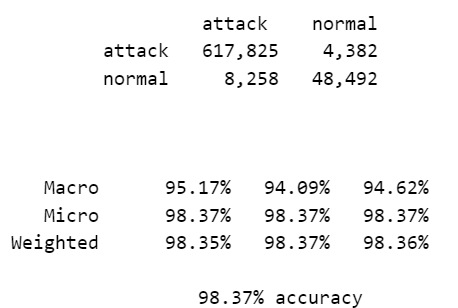 attack normal
attack 617,825 4,382
normal 8,258 48,492
Macro 95.17% 94.09% 94.62%
Micro 98.37% 98.37% 98.37%
Weighted 98.35% 98.37% 98.36%
98.37% accuracy